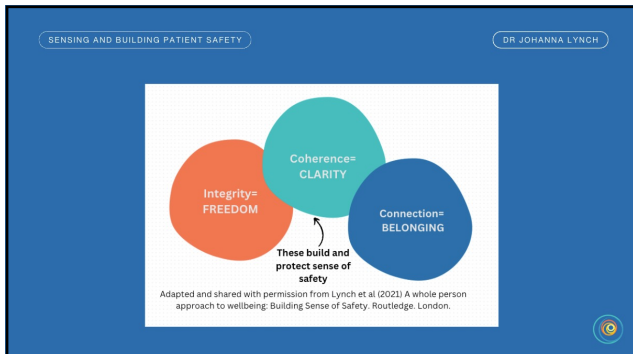 SENSING AND BUILDING PATIENT SAFETY
DR JOHANNA LYNCH
Coherence=
CLARITY
Integrity=
FREEDOM
Connection=
BELONGING
These build and
protect sense of
safety
Adapted and shared with permission from Lynch et al (2021) A whole person
approach to wellbeing: Building Sense of Safety. Routledge. London.